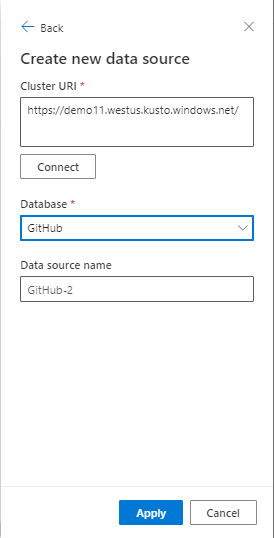 Back
Create new data source
Cluster URI *
https://demo11.westus.kusto.windows.net/
Connect
Database *
GitHub
Data source name
GitHub-2
Apply Cancel